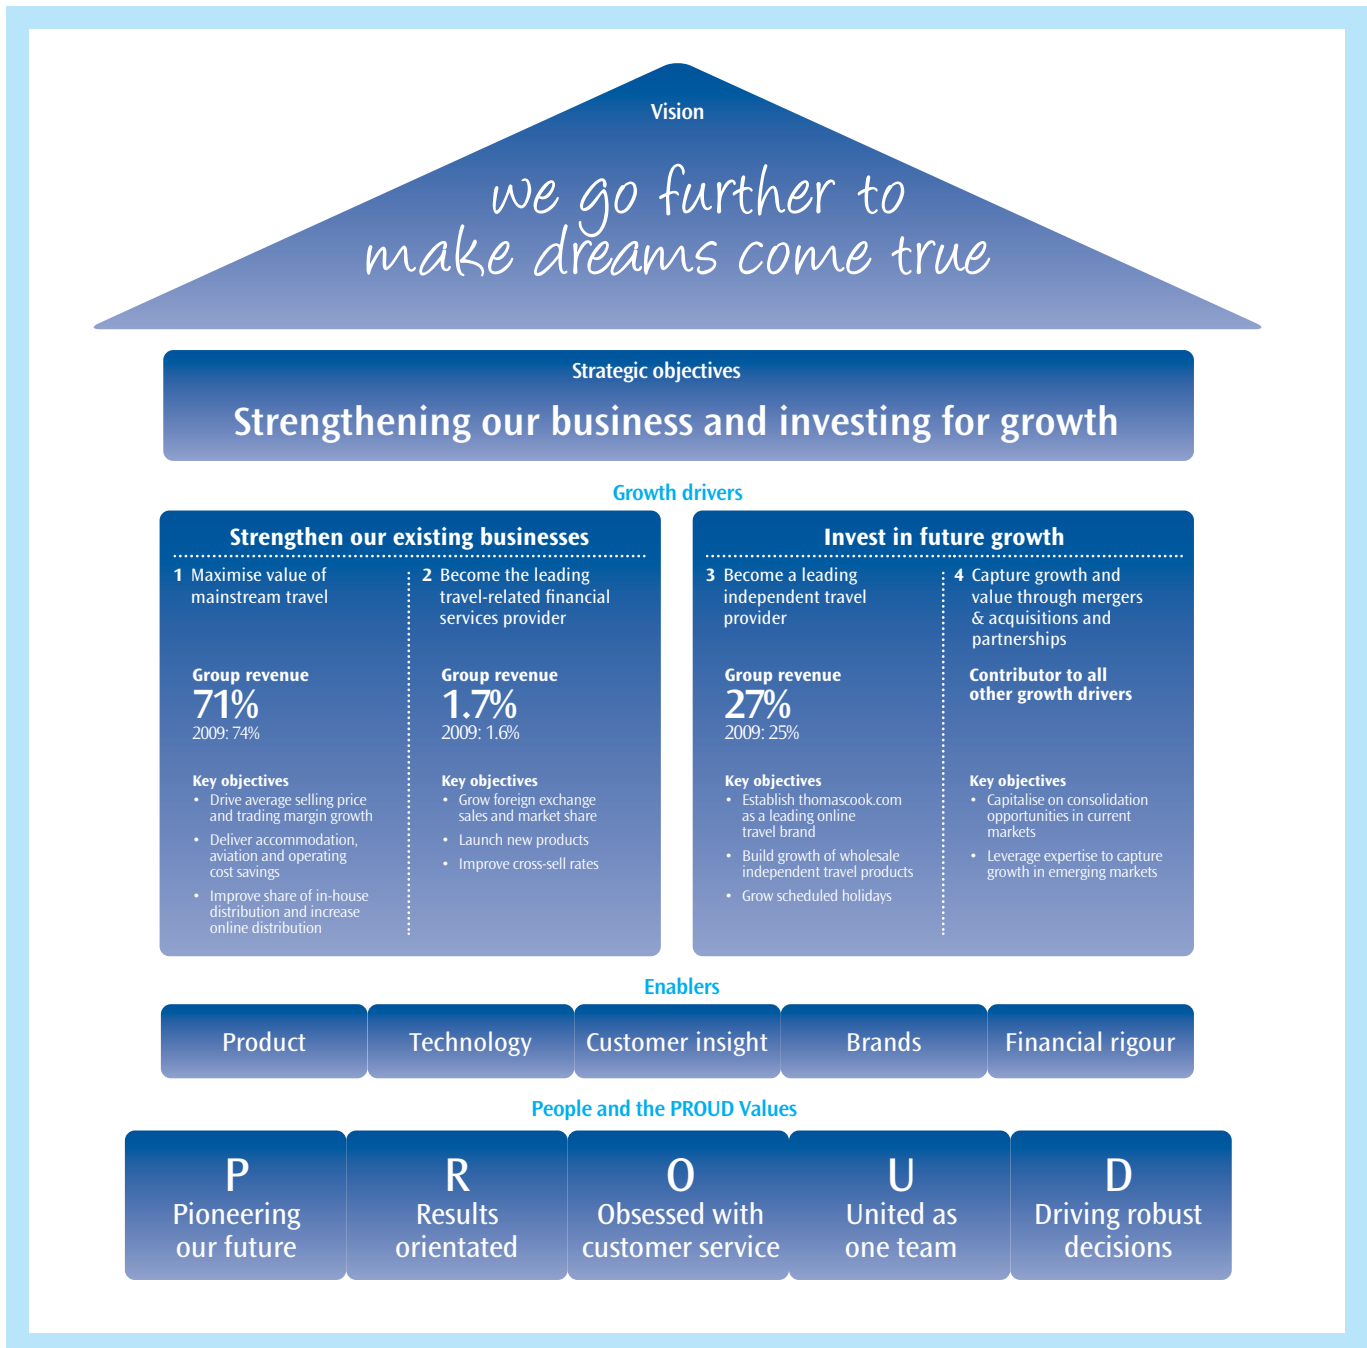 Vision
we go further to
make dreams come true
Strategic objectives
Strengthening our business and investing for growth
Growth drivers
Strengthen our existing businesses
1 Maximise value of
mainstream travel
Group revenue
71%
2009: 74%
Key objectives
• Drive average selling price
and trading margin growth
• Deliver accommodation,
aviation and operating
cost savings
• Improve share of in-house
distribution and increase
online distribution
2 Become the leading
travel-related financial
services provider
Group revenue
1.7%
2009: 1.6%
Key objectives
• Grow foreign exchange
sales and market share
• Launch new products
• Improve cross-sell rates
Invest in future growth
3 Become a leading
independent travel
provider
Group revenue
27%
2009: 25%
Key objectives
• Establish thomascook.com
as a leading online
travel brand
• Build growth of wholesale
independent travel products
• Grow scheduled holidays
4 Capture growth and
value through mergers
& acquisitions and
partnerships
Contributor to all
other growth drivers
Key objectives
• Capitalise on consolidation
opportunities in current
markets
• Leverage expertise to capture
growth in emerging markets
Enablers
Product
Technology
Customer insight
Brands
Financial rigour
People and the PROUD Values
P
Pioneering
our future
R
Results
orientated
O
Obsessed with
customer service
U
United as
one team
D
Driving robust
decisions